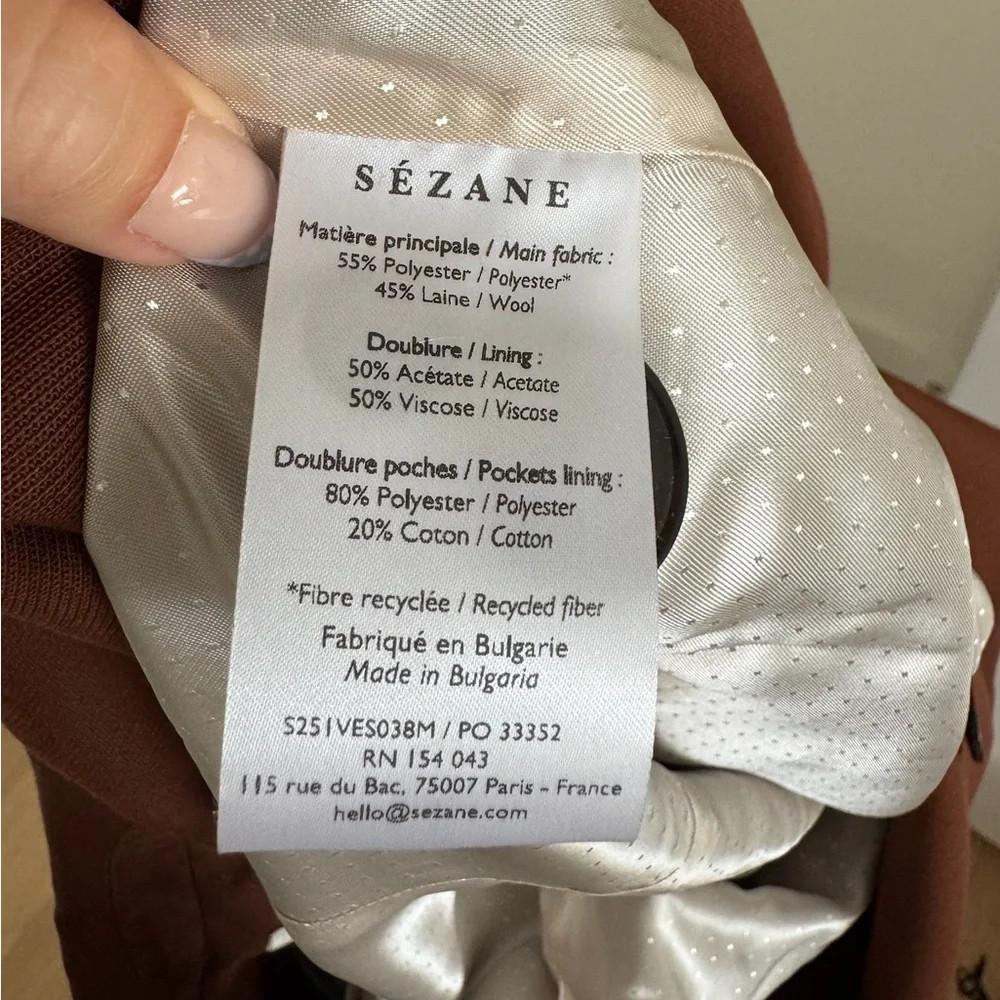 SÉZANE
Matière principale / Main fabric :
55% Polyester / Polyester*
45% Laine / Wool
Doublure / Lining :
50% Acétate / Acetate
50% Viscose / Viscose
Doublure poches / Pockets lining :
80% Polyester / Polyester
20% Coton / Cotton
*Fibre recyclée / Recycled fiber
Fabriqué en Bulgarie
Made in Bulgaria
S251VES038M / PO 33352
RN 154 043
115 rue du Bac, 75007 Paris - France
hello@sezane.com